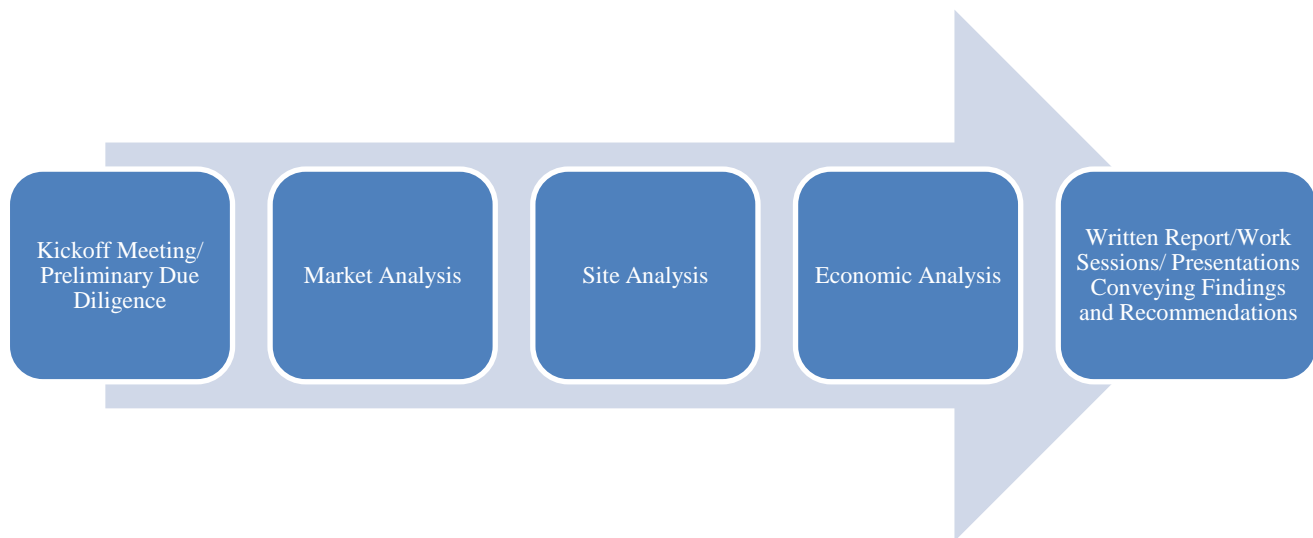 Kickoff Meeting/
Preliminary Due
Diligence
Market Analysis
Site Analysis
Economic Analysis
Written Report/Work
Sessions/ Presentations
Conveying Findings
and Recommendations